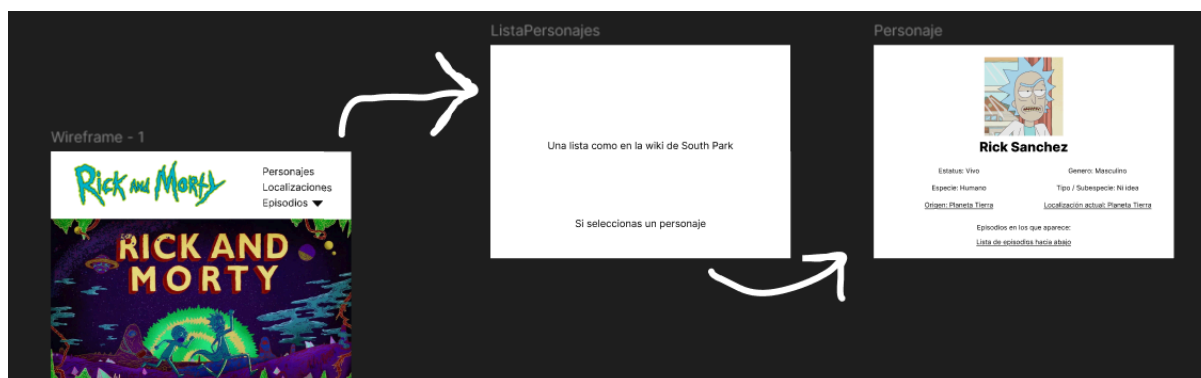 ListaPersonajes
Personaje
Wireframe - 1
Rick and Morty
Personajes
Localizaciones
Episodios
RICK AND
MORTY
Una lista como en la wiki de South Park
Si seleccionas un personaje
Rick Sanchez
Estatus: Vivo
Genero: Masculino
Especie: Humano
Tipo / Subespecie: Ni idea
Origen: Planeta Tierra
Localización actual: Planeta Tierra
Episodios en los que aparece:
Lista de episodios hacia abajo